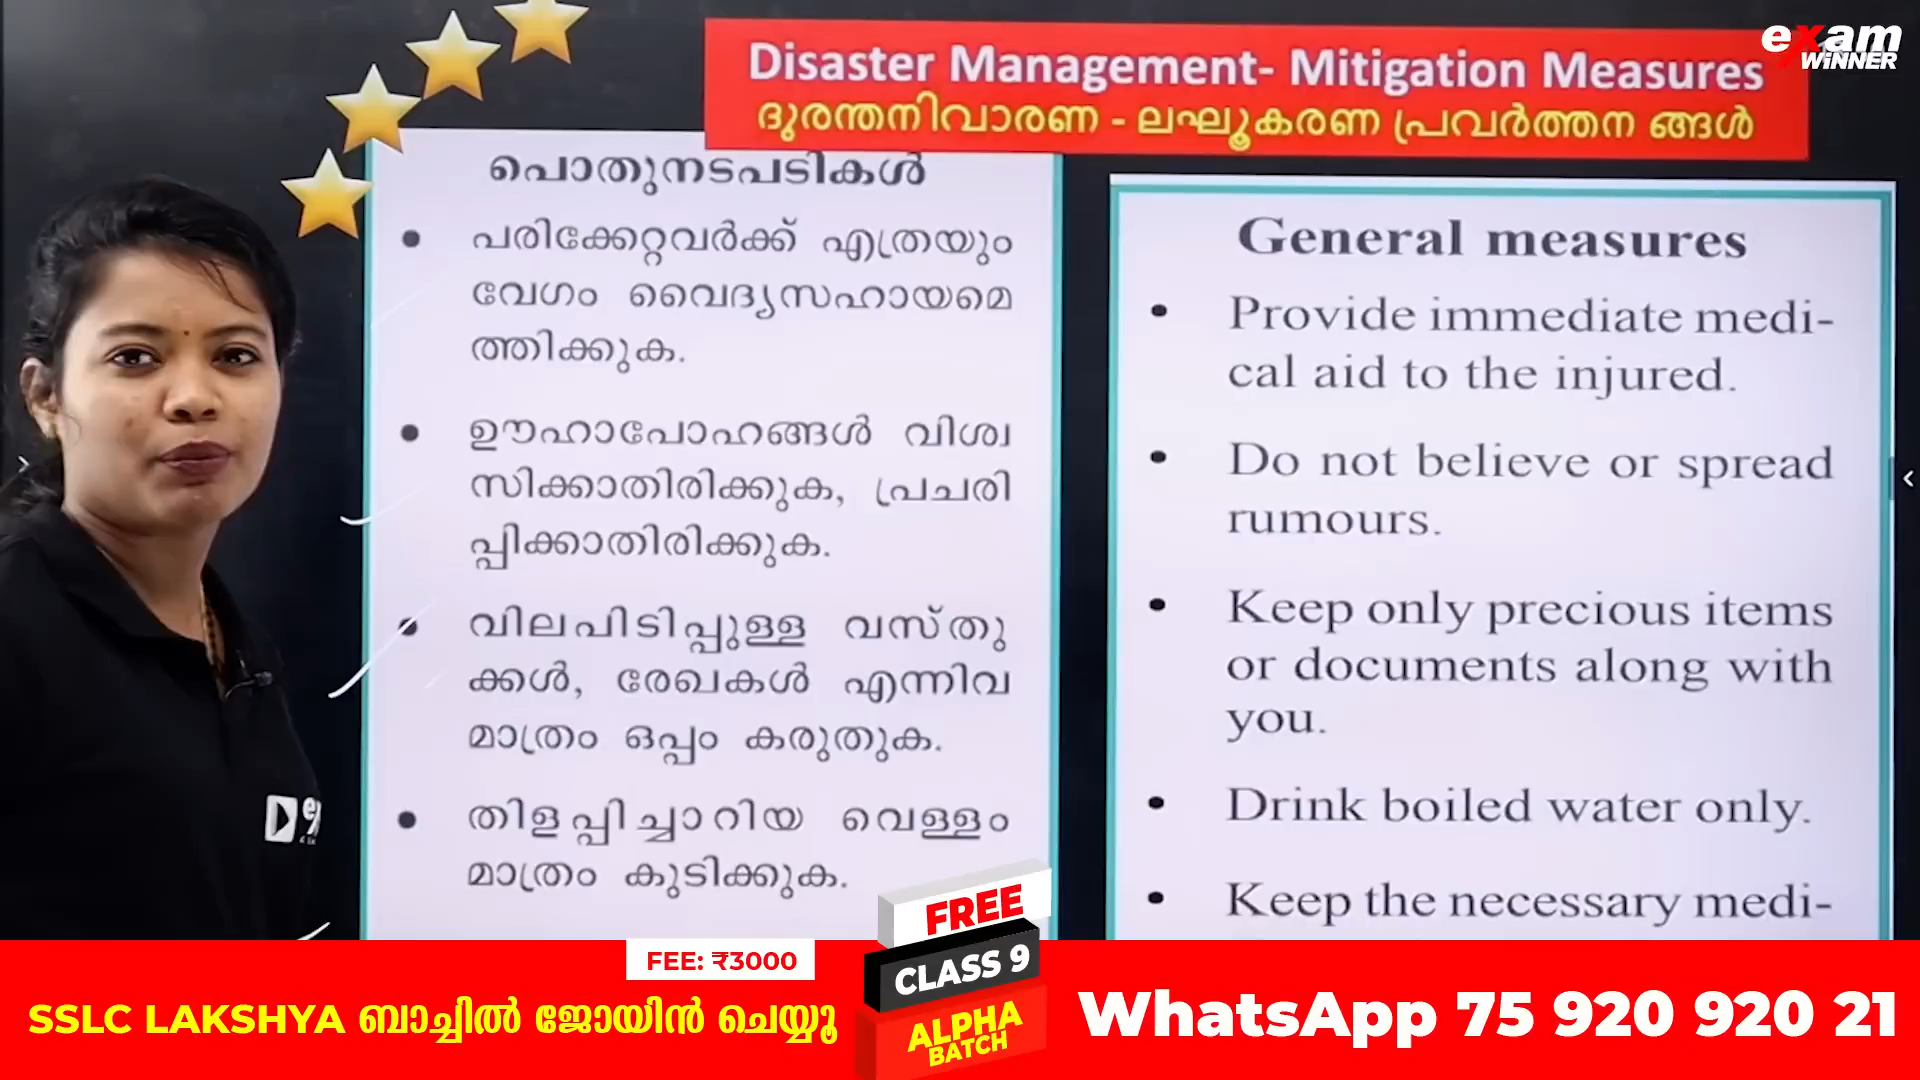 exam
WiNNER
Disaster Management- Mitigation Measures
ദുരന്തനിവാരണ - ലഘൂകരണ പ്രവർത്തന ങ്ങൾ
പൊതുനടപടികൾ
• പരിക്കേറ്റവർക്ക് എത്രയും
വേഗം വൈദ്യസഹായമെ
ത്തിക്കുക.
• ഊഹാപോഹങ്ങൾ വിശ്വ
സിക്കാതിരിക്കുക, പ്രചരി
പ്പിക്കാതിരിക്കുക.
• വിലപിടിപ്പുള്ള വസ്തു
ക്കൾ, രേഖകൾ എന്നിവ
മാത്രം ഒപ്പം കരുതുക.
• തിളപ്പിച്ചാറിയ വെള്ളം
മാത്രം കുടിക്കുക.
General measures
• Provide immediate medi-
cal aid to the injured.
• Do not believe or spread
rumours.
• Keep only precious items
or documents along with
you.
• Drink boiled water only.
• Keep the necessary medi-
FEE: ₹3000
SSLC LAKSHYA ബാച്ചിൽ ജോയിൻ ചെയ്യൂ
FREE
CLASS 9
ALPHA
BATCH
WhatsApp 75 920 920 21